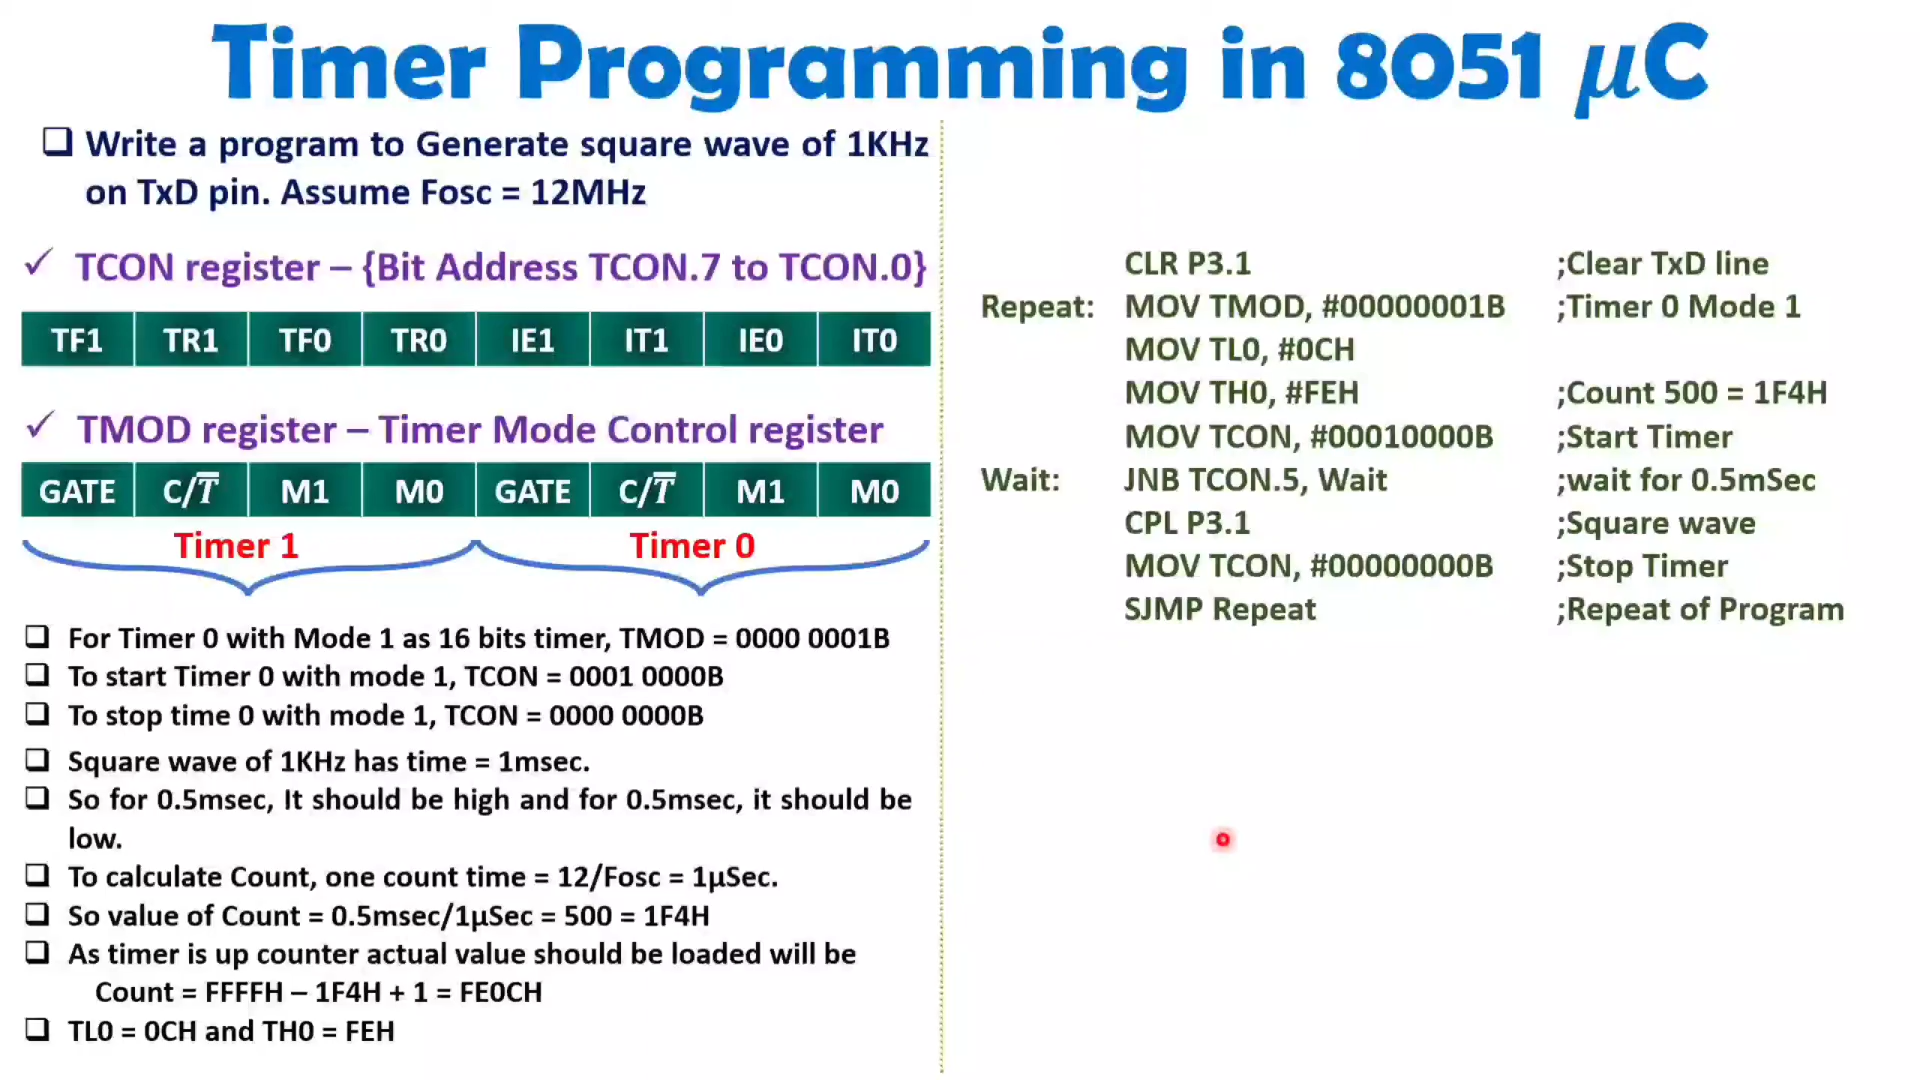 Timer Programming in 8051 μC
❑ Write a program to Generate square wave of 1KHz
on TxD pin. Assume Fosc = 12MHz
✓ TCON register – {Bit Address TCON.7 to TCON.0}
TF1 TR1 TF0 TR0 IE1 IT1 IE0 IT0
✓ TMOD register – Timer Mode Control register
GATE C/T̅ M1 M0 GATE C/T̅ M1 M0
Timer 1 Timer 0
❑ For Timer 0 with Mode 1 as 16 bits timer, TMOD = 0000 0001B
❑ To start Timer 0 with mode 1, TCON = 0001 0000B
❑ To stop time 0 with mode 1, TCON = 0000 0000B
❑ Square wave of 1KHz has time = 1msec.
❑ So for 0.5msec, It should be high and for 0.5msec, it should be
low.
❑ To calculate Count, one count time = 12/Fosc = 1μSec.
❑ So value of Count = 0.5msec/1μSec = 500 = 1F4H
❑ As timer is up counter actual value should be loaded will be
Count = FFFFH – 1F4H + 1 = FE0CH
❑ TL0 = 0CH and TH0 = FEH
CLR P3.1 ;Clear TxD line
Repeat: MOV TMOD, #00000001B ;Timer 0 Mode 1
MOV TL0, #0CH
MOV TH0, #FEH ;Count 500 = 1F4H
MOV TCON, #00010000B ;Start Timer
Wait: JNB TCON.5, Wait ;wait for 0.5mSec
CPL P3.1 ;Square wave
MOV TCON, #00000000B ;Stop Timer
SJMP Repeat ;Repeat of Program